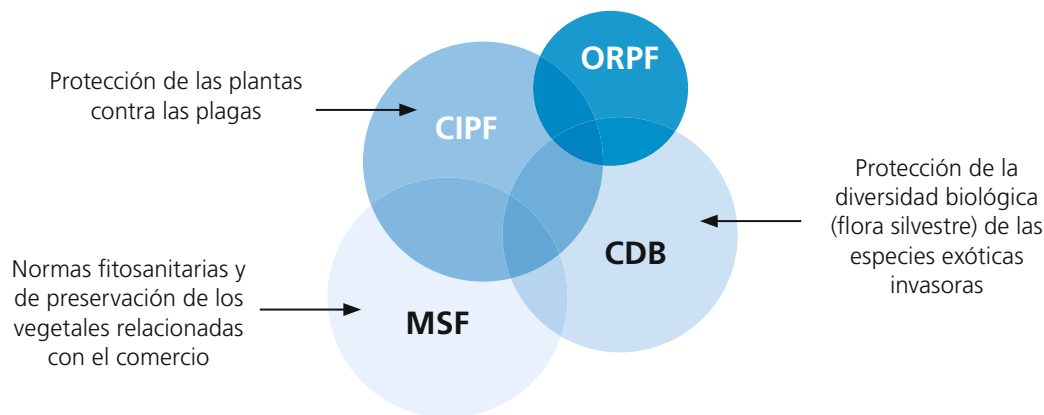 ORPF
Protección de las plantas
contra las plagas
CIPF
Protección de la
diversidad biológica
(flora silvestre) de las
especies exóticas
invasoras
CDB
Normas fitosanitarias y
de preservación de los
vegetales relacionadas
con el comercio
MSF